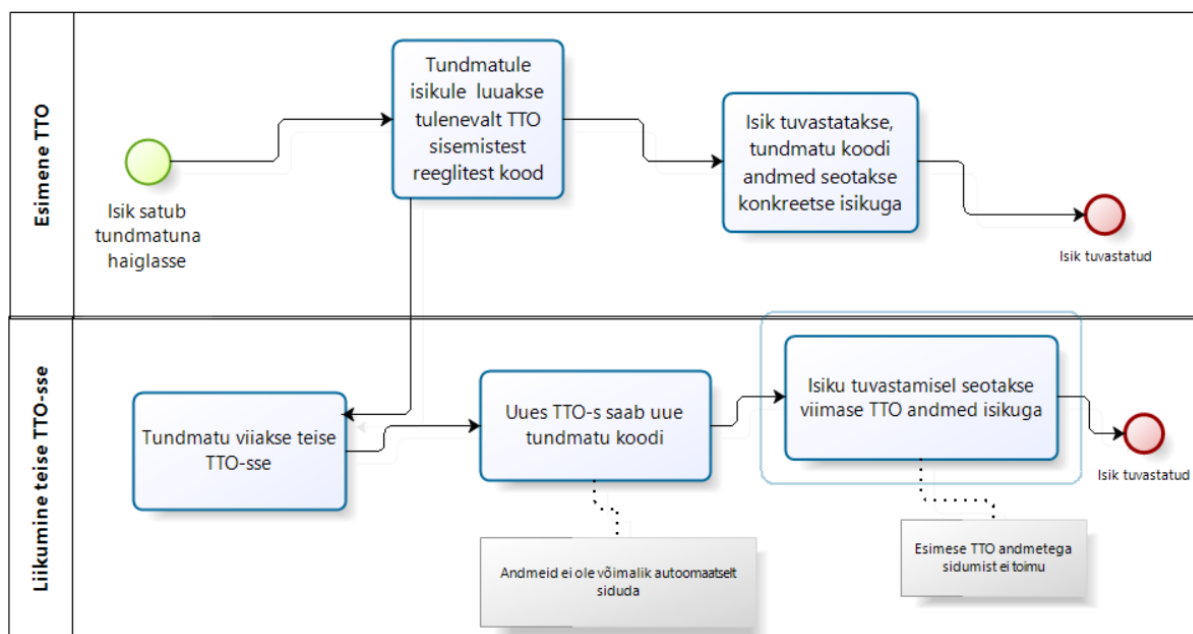 Esimene TTO
Isik satub
tundmatuna
haiglasse
Tundmatule
isikule luuakse
tulenevalt TTO
sisemistest
reeglitest kood
Isik tuvastatakse,
tundmatu koodi
andmed seotakse
konkreetse isikuga
Isik tuvastatud
Liikumine teise TTO-sse
Tundmatu viiakse teise
TTO-sse
Uues TTO-s saab uue
tundmatu koodi
Isiku tuvastamisel seotakse
viimase TTO andmed isikuga
Isik tuvastatud
Andmeid ei ole võimalik autoomaatselt
siduda
Esimese TTO andmetega
sidumist ei toimu